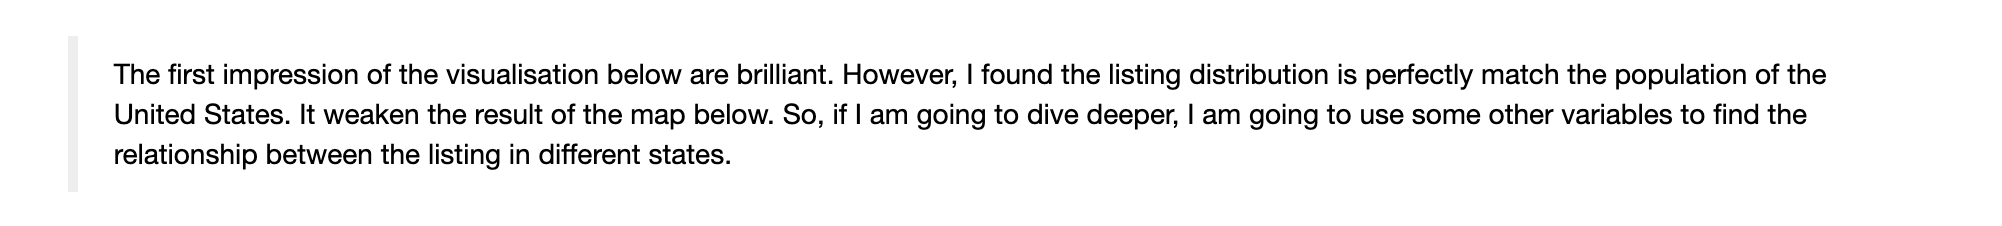 The first impression of the visualisation below are brilliant. However, I found the listing distribution is perfectly match the population of the
United States. It weaken the result of the map below. So, if I am going to dive deeper, I am going to use some other variables to find the
relationship between the listing in different states.